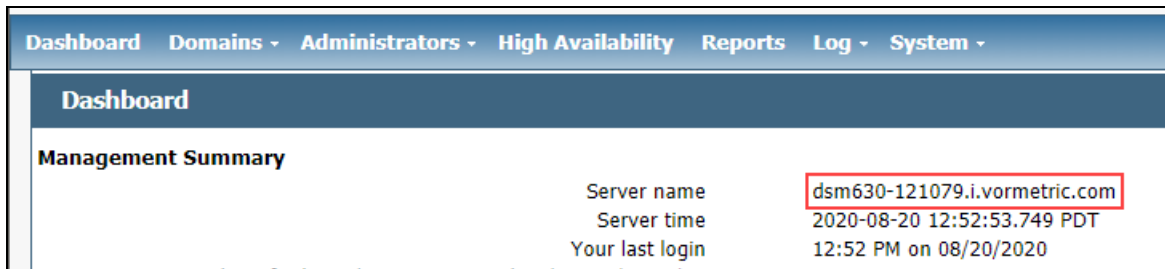 Dashboard Domains Administrators High Availability Reports Log System
Dashboard
Management Summary
Server name dsm630-121079.i.vormetric.com
Server time 2020-08-20 12:52:53.749 PDT
Your last login 12:52 PM on 08/20/2020